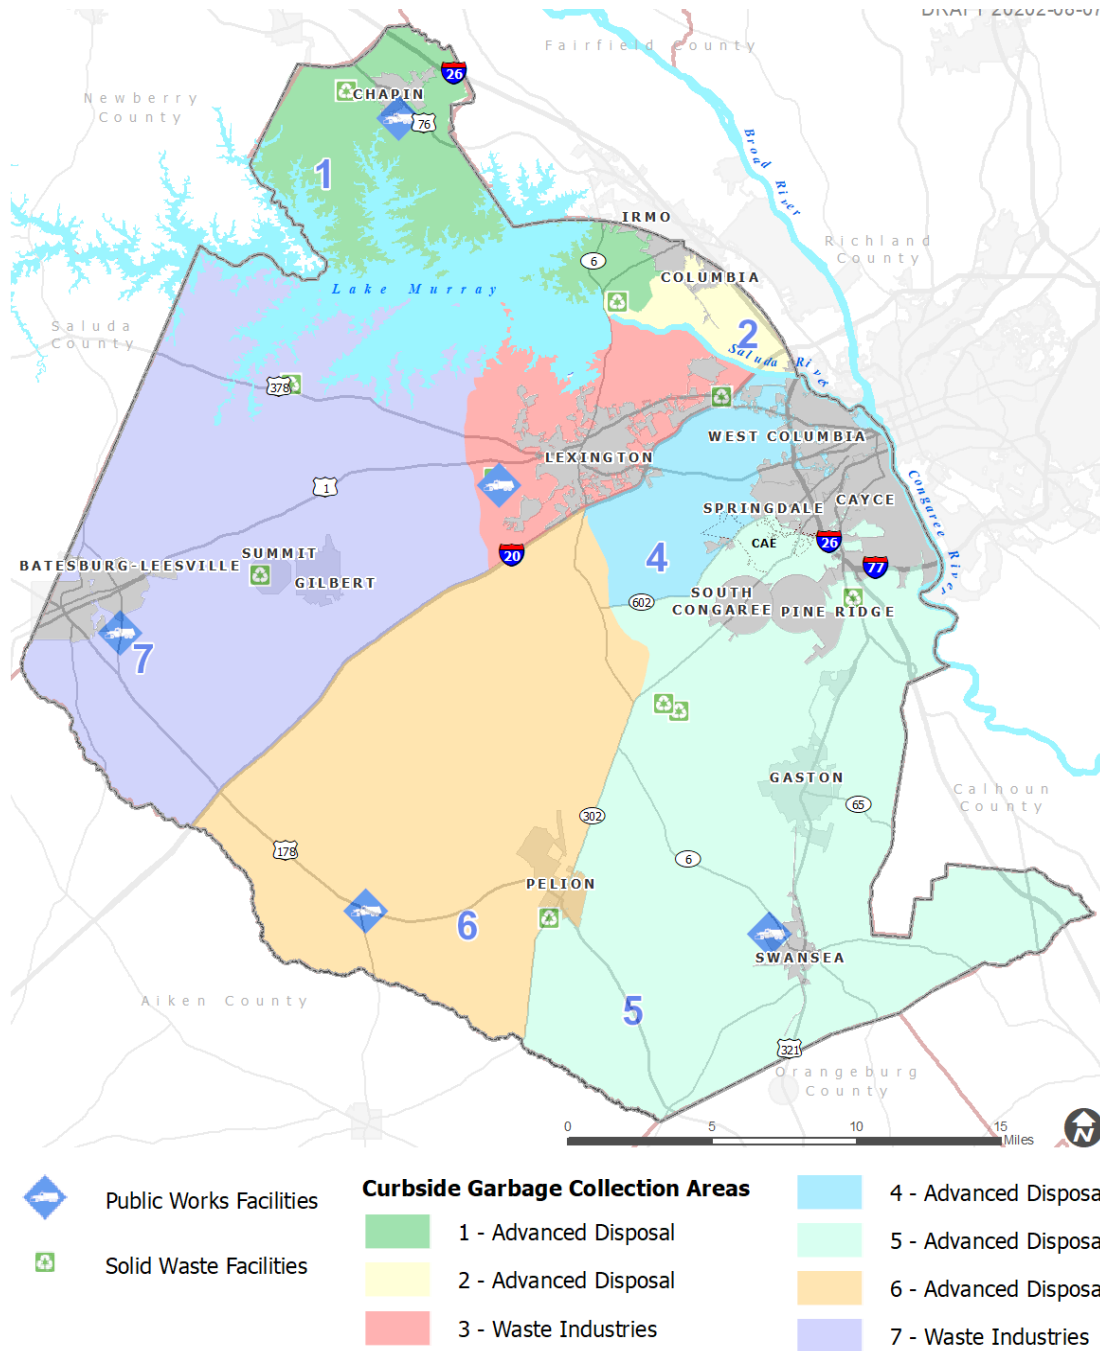 DRAFT 20202-08-07
Fairfield County
26
Newberry
County
CHAPIN
76
Broad River
1
IRMO
Richland
County
6
COLUMBIA
Lake Murray
Saluda
County
2
Saluda River
378
WEST COLUMBIA
LEXINGTON
Congaree River
1
SPRINGDALE
CAYCE
CAE
26
20
4
77
SUMMIT
BATESBURG-LEESVILLE
GILBERT
602
SOUTH
CONGAREE
PINE RIDGE
7
GASTON
Calhoun
County
65
302
178
6
PELION
6
SWANSEA
Aiken County
5
321
Orangeburg
County
0 5 10 15
Miles
N
Public Works Facilities
Solid Waste Facilities
Curbside Garbage Collection Areas
1 - Advanced Disposal
2 - Advanced Disposal
3 - Waste Industries
4 - Advanced Disposa
5 - Advanced Disposa
6 - Advanced Disposa
7 - Waste Industries